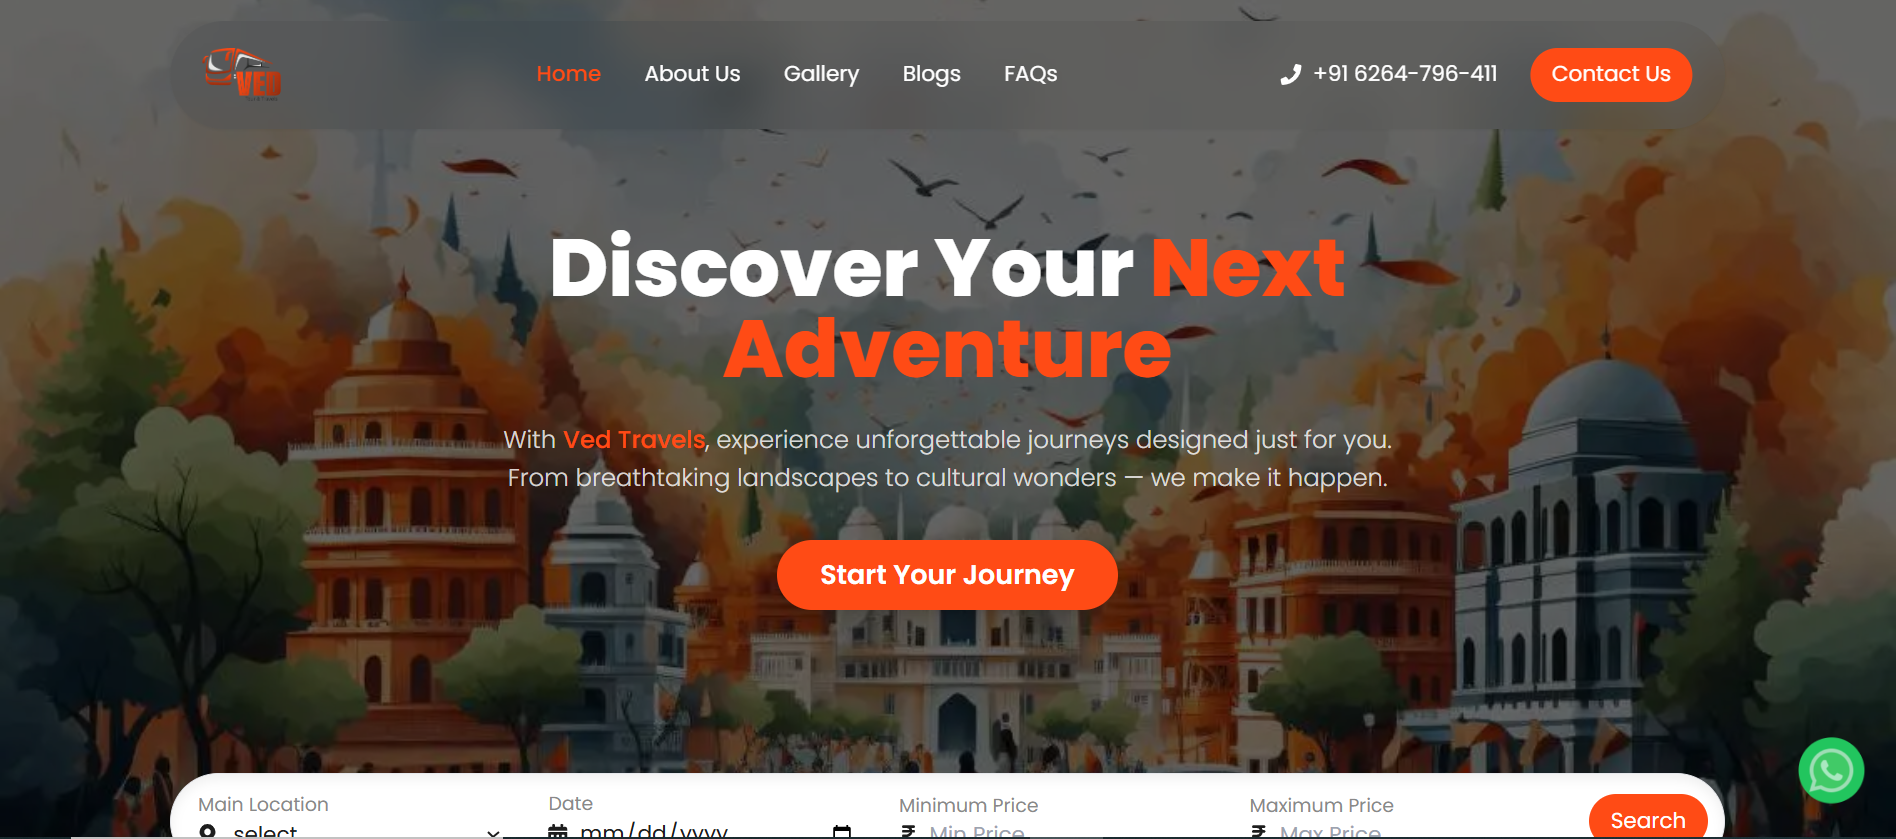 VED
Home
About Us
Gallery
Blogs
FAQs
+91 6264-796-411
Contact Us
Discover Your Next
Adventure
With Ved Travels, experience unforgettable journeys designed just for you.
From breathtaking landscapes to cultural wonders — we make it happen.
Start Your Journey
Main Location
Date
Minimum Price
Maximum Price
select
mm/dd/yyyy
₹ Min Price
₹ Max Price
Search